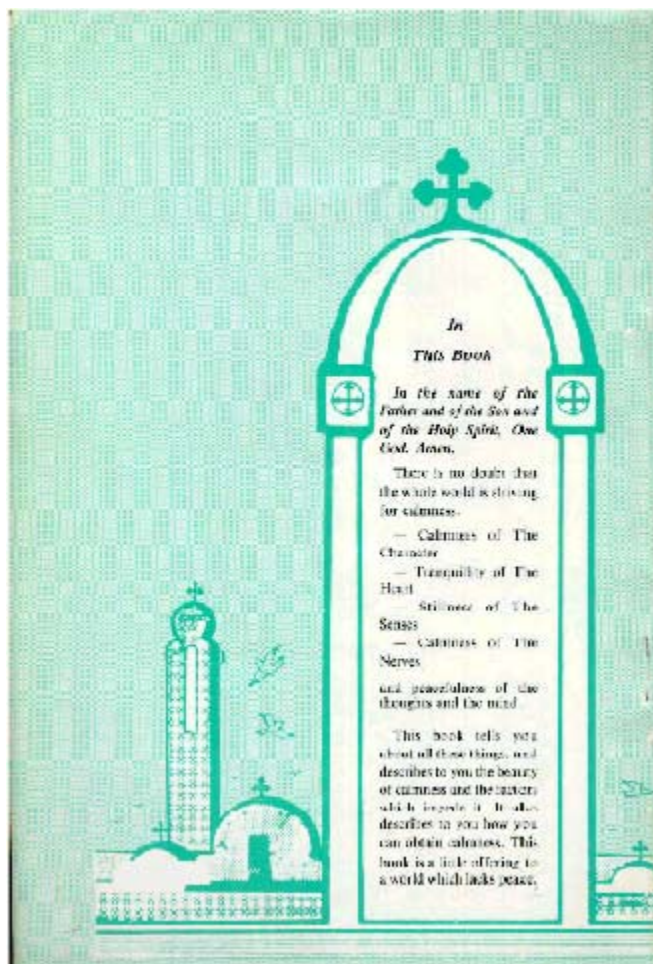 In
This Book
In the name of the
Father and of the Son and
of the Holy Spirit, One
God. Amen.
There is no doubt that
the whole world is striving
for calmness.
— Calmness of The
Character
— Tranquility of The
Heart
— Stillness of The
Senses
— Calmness of The
Nerves
and peacefulness of the
thoughts and the mind
This book tells you
about all these things, and
describes to you the beauty
of calmness and the factors
which impede it. It also
describes to you how you
can obtain calmness. This
book is a little offering to
a world which lacks peace.